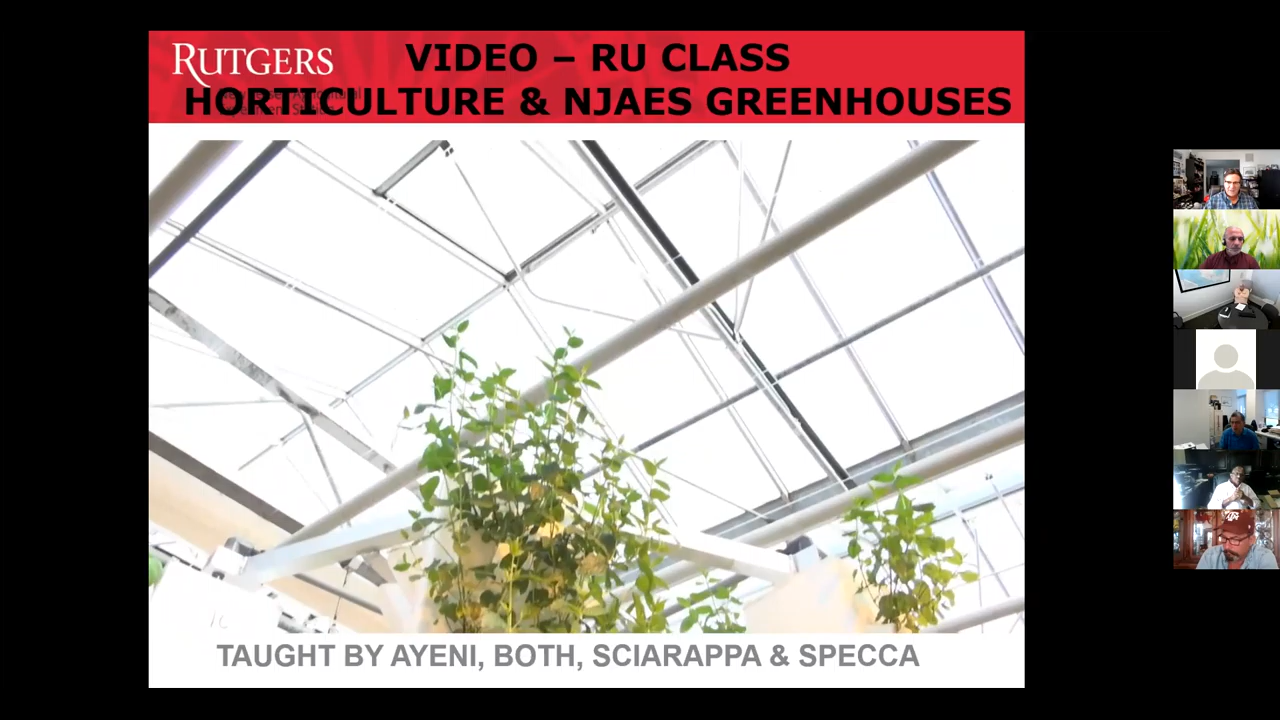 RUTGERS
VIDEO – RU CLASS
HORTICULTURE & NJAES GREENHOUSES
TAUGHT BY AYENI, BOTH, SCIARAPPA & SPECCA